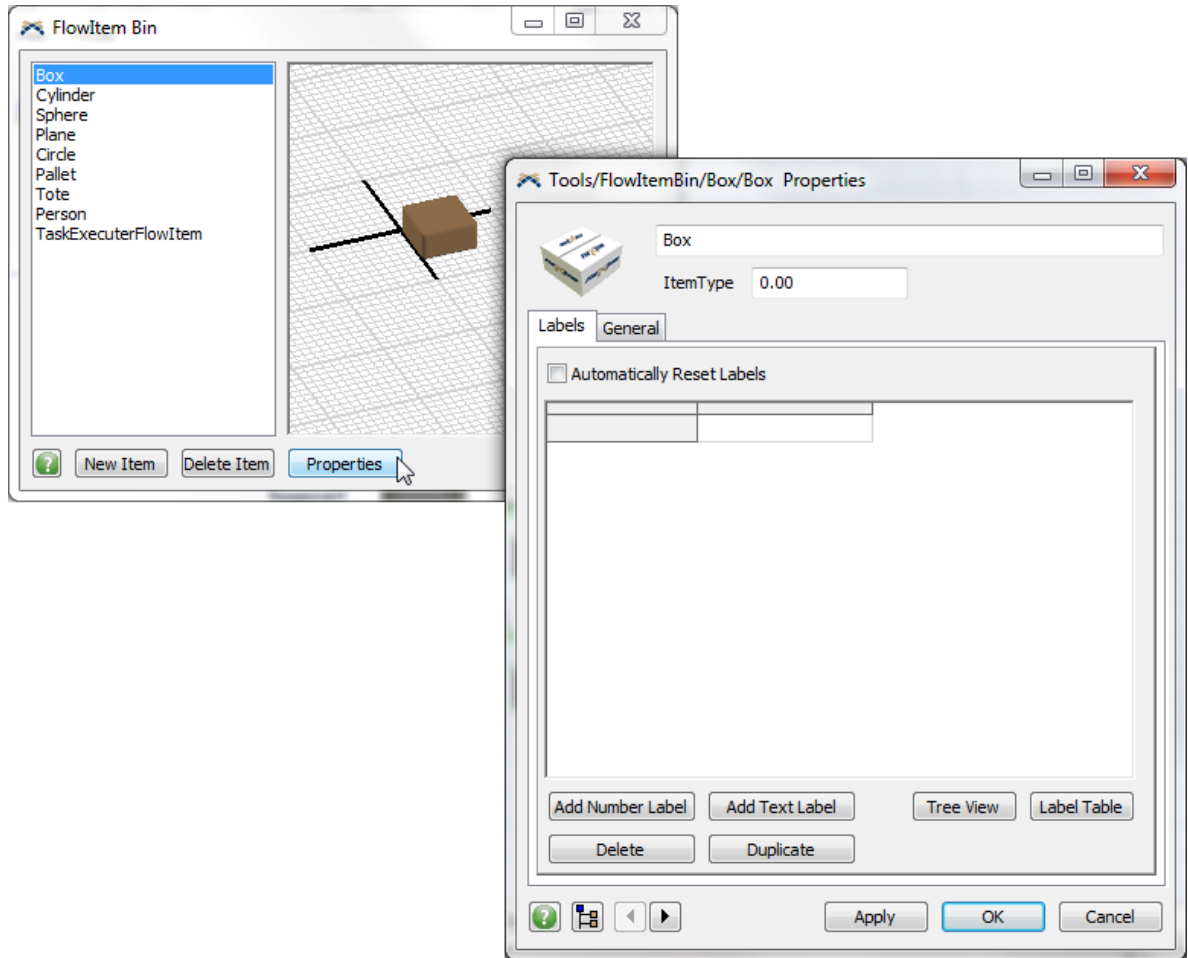 FlowItem Bin
Box
Cylinder
Sphere
Plane
Circle
Pallet
Tote
Person
TaskExecuterFlowItem
New Item Delete Item Properties
Tools/FlowItemBin/Box/Box Properties
Box
ItemType 0.00
Labels General
Automatically Reset Labels
Add Number Label Add Text Label Tree View Label Table
Delete Duplicate
Apply OK Cancel